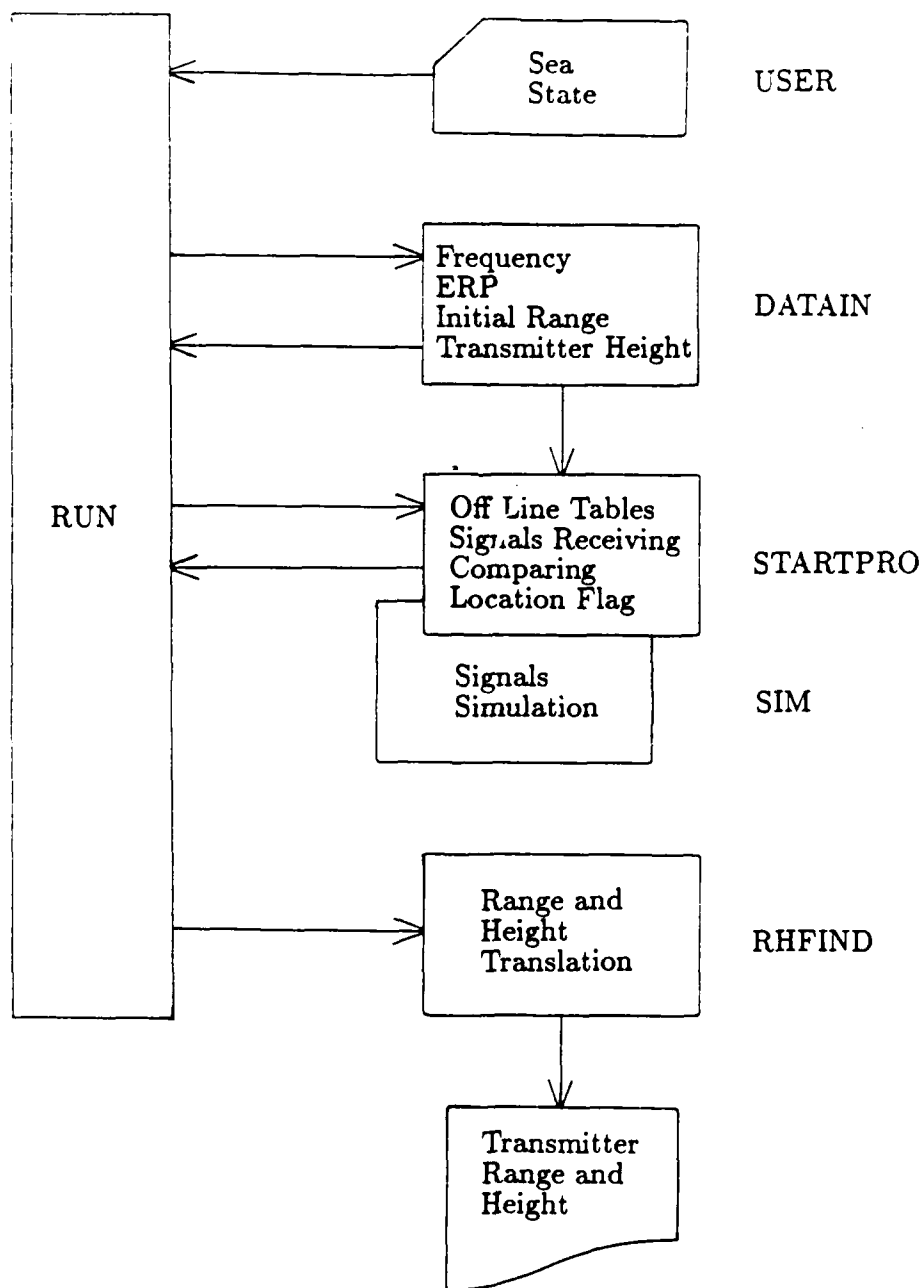 Sea
State
USER
Frequency
ERP
Initial Range
Transmitter Height
DATAIN
RUN
Off Line Tables
Signals Receiving
Comparing
Location Flag
STARTPRO
Signals
Simulation
SIM
Range and
Height
Translation
RHFIND
Transmitter
Range and
Height